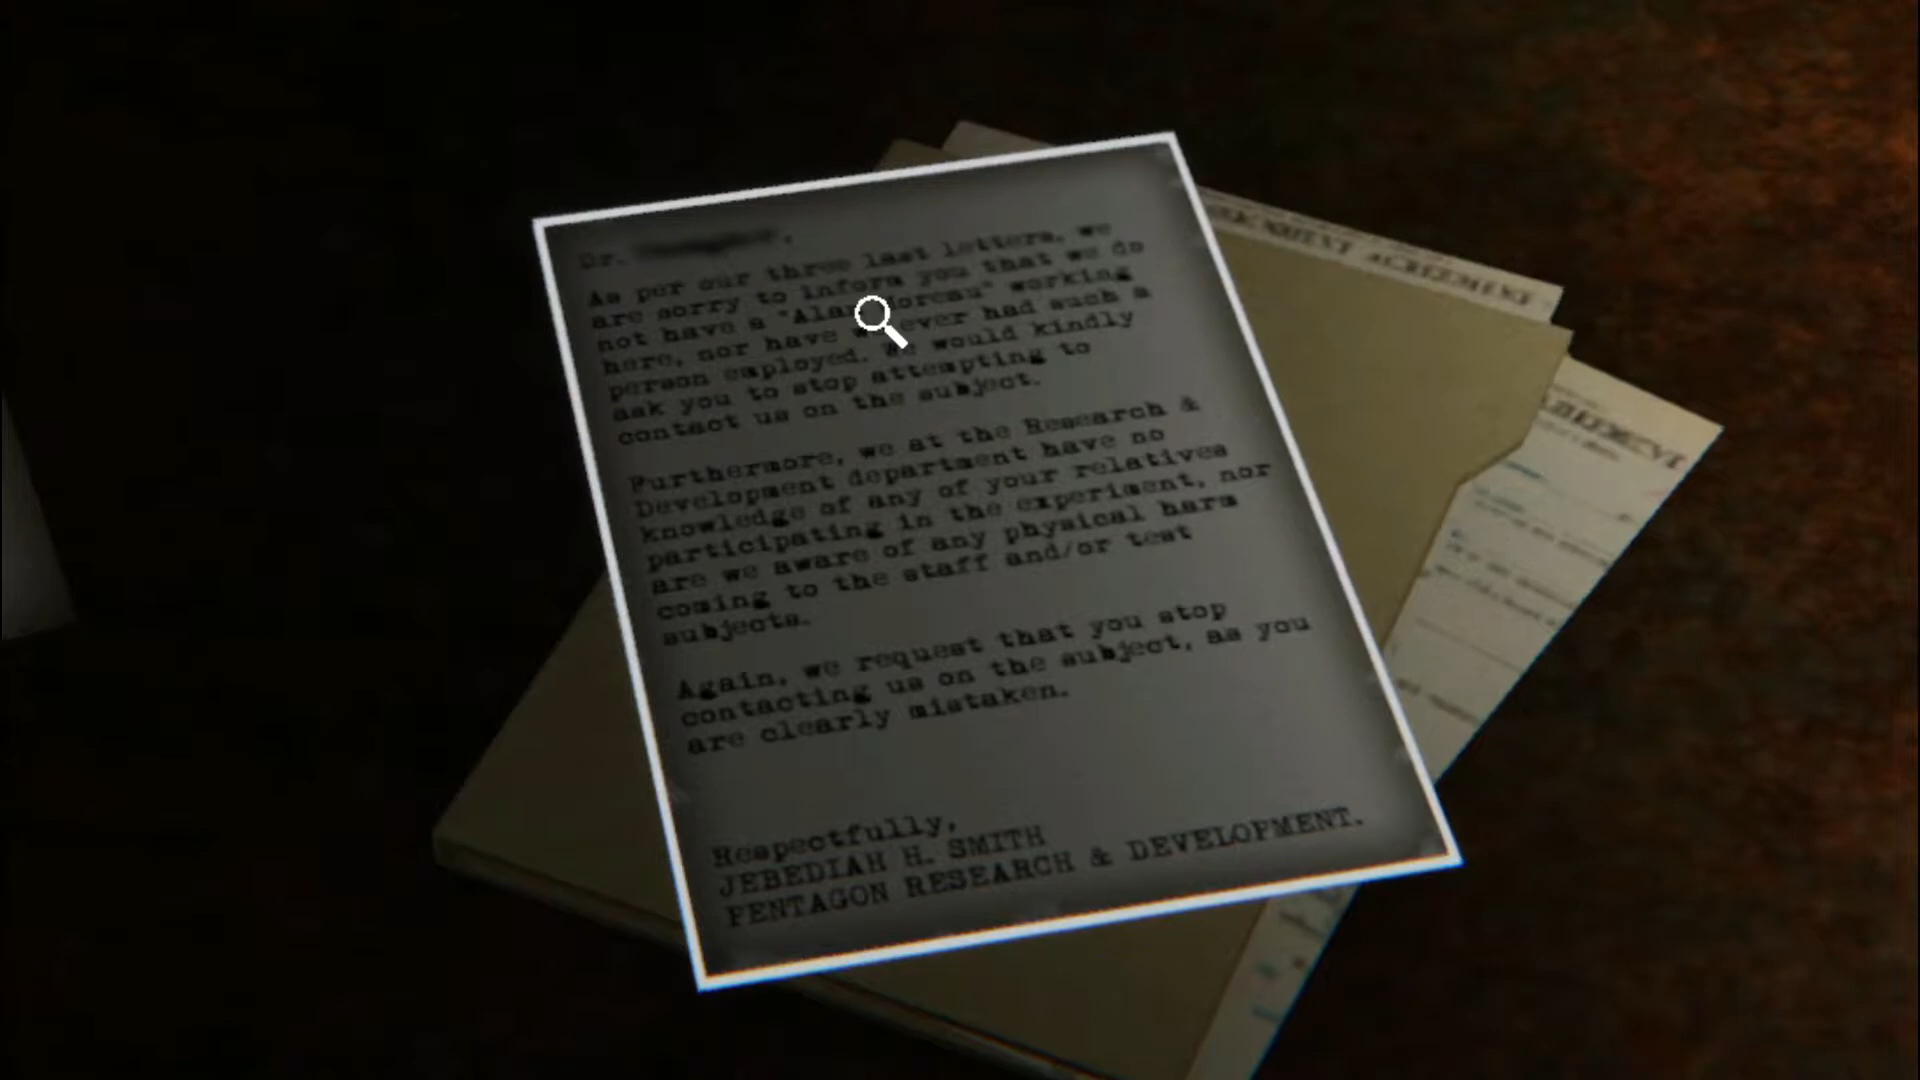 Dr.
As per our three last letters, we
are sorry to inform you that we do
not have a "Alan Moreau" working
here, nor have we ever had such a
person employed. We would kindly
ask you to stop attempting to
contact us on the subject.
Furthermore, we at the Research &
Development department have no
knowledge of any of your relatives
participating in the experiment, nor
are we aware of any physical harm
coming to the staff and/or test
subjects.
Again, we request that you stop
contacting us on the subject, as you
are clearly mistaken.
Respectfully,
JEBEDIAH H. SMITH
PENTAGON RESEARCH & DEVELOPMENT.
AGREEMENT